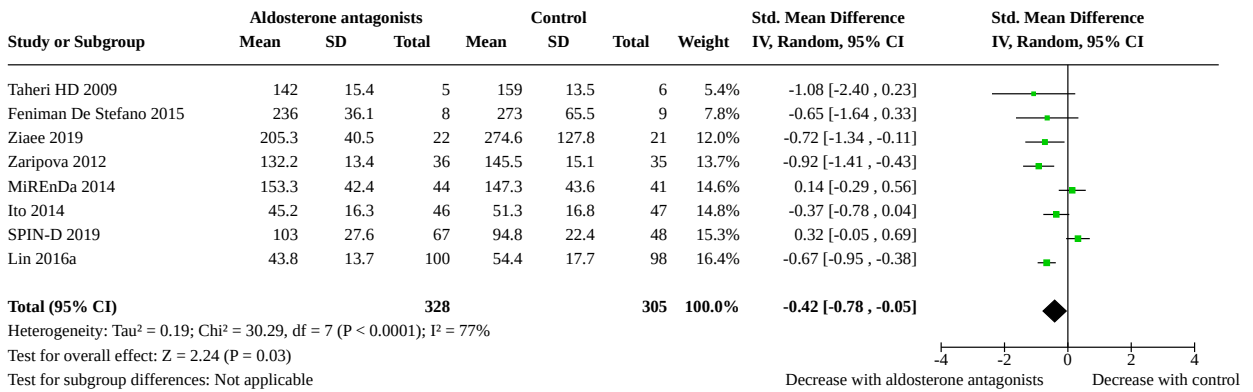 Aldosterone antagonists Control Std. Mean Difference Std. Mean Difference
Study or Subgroup Mean SD Total Mean SD Total Weight IV, Random, 95% CI IV, Random, 95% CI
Taheri HD 2009 142 15.4 5 159 13.5 6 5.4% -1.08 [-2.40 , 0.23]
Feniman De Stefano 2015 236 36.1 8 273 65.5 9 7.8% -0.65 [-1.64 , 0.33]
Ziaee 2019 205.3 40.5 22 274.6 127.8 21 12.0% -0.72 [-1.34 , -0.11]
Zaripova 2012 132.2 13.4 36 145.5 15.1 35 13.7% -0.92 [-1.41 , -0.43]
MiREnDa 2014 153.3 42.4 44 147.3 43.6 41 14.6% 0.14 [-0.29 , 0.56]
Ito 2014 45.2 16.3 46 51.3 16.8 47 14.8% -0.37 [-0.78 , 0.04]
SPIN-D 2019 103 27.6 67 94.8 22.4 48 15.3% 0.32 [-0.05 , 0.69]
Lin 2016a 43.8 13.7 100 54.4 17.7 98 16.4% -0.67 [-0.95 , -0.38]
Total (95% CI) 328 305 100.0% -0.42 [-0.78 , -0.05]
Heterogeneity: Tau² = 0.19; Chi² = 30.29, df = 7 (P < 0.0001); I² = 77%
Test for overall effect: Z = 2.24 (P = 0.03) -4 -2 0 2 4
Test for subgroup differences: Not applicable Decrease with aldosterone antagonists Decrease with control